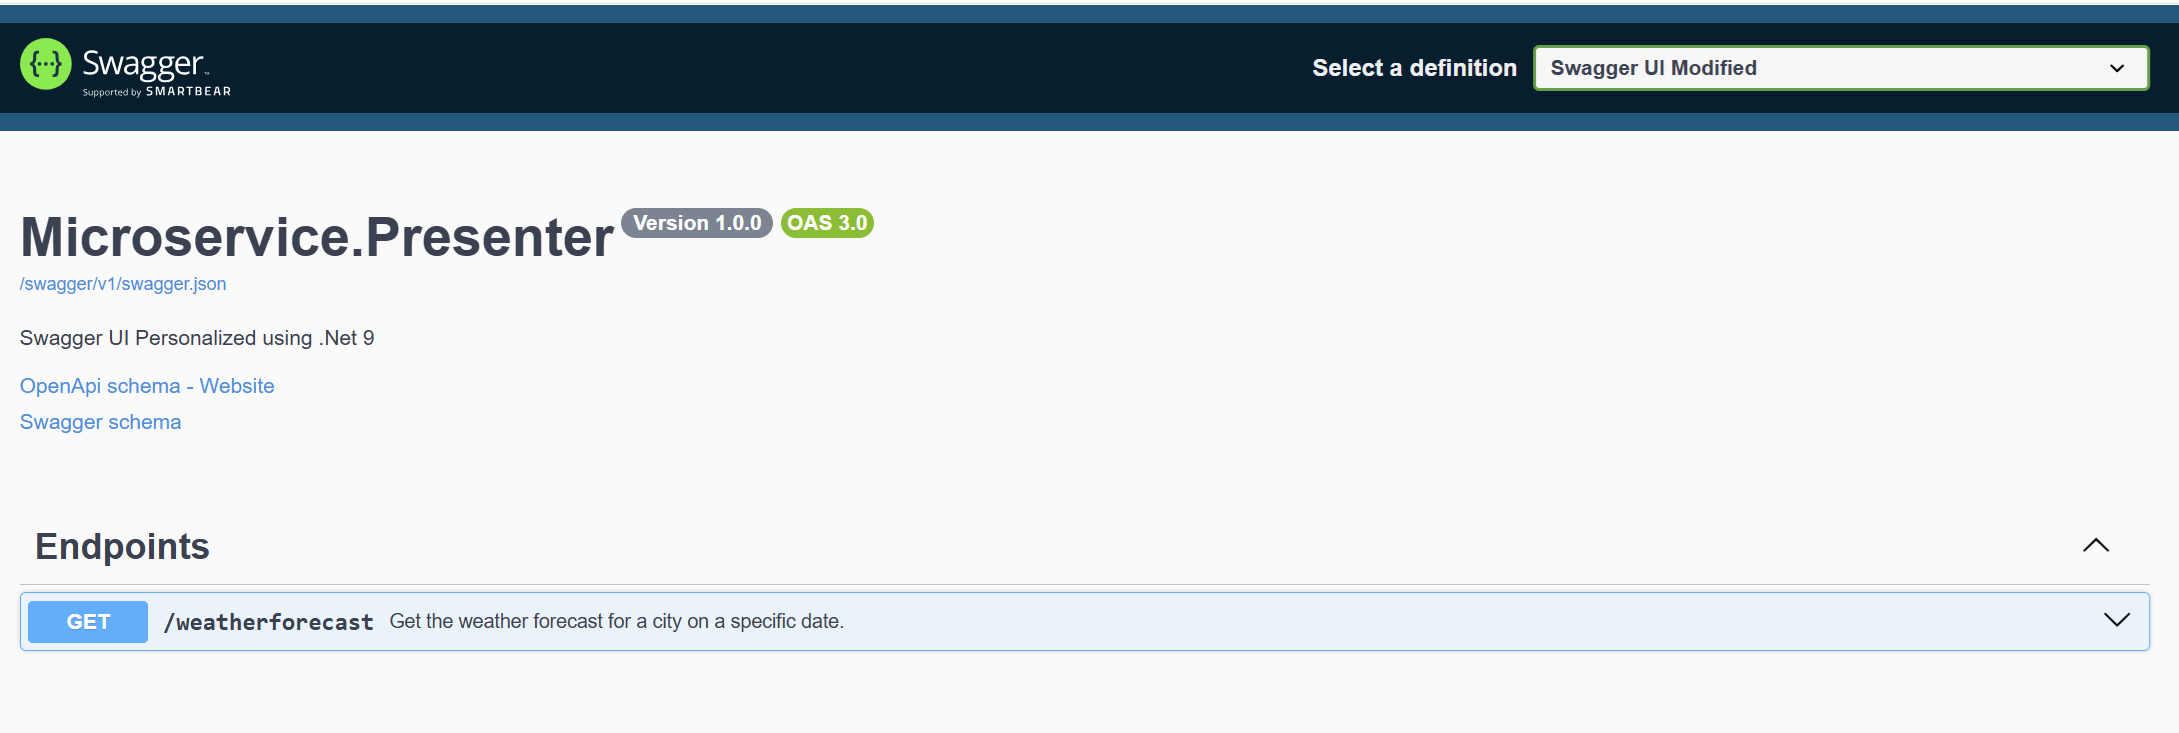 {···} Swagger™
Supported by SMARTBEAR
Select a definition
Swagger UI Modified
Microservice.Presenter Version 1.0.0 OAS 3.0
/swagger/v1/swagger.json
Swagger UI Personalized using .Net 9
OpenApi schema - Website
Swagger schema
Endpoints
GET /weatherforecast Get the weather forecast for a city on a specific date.